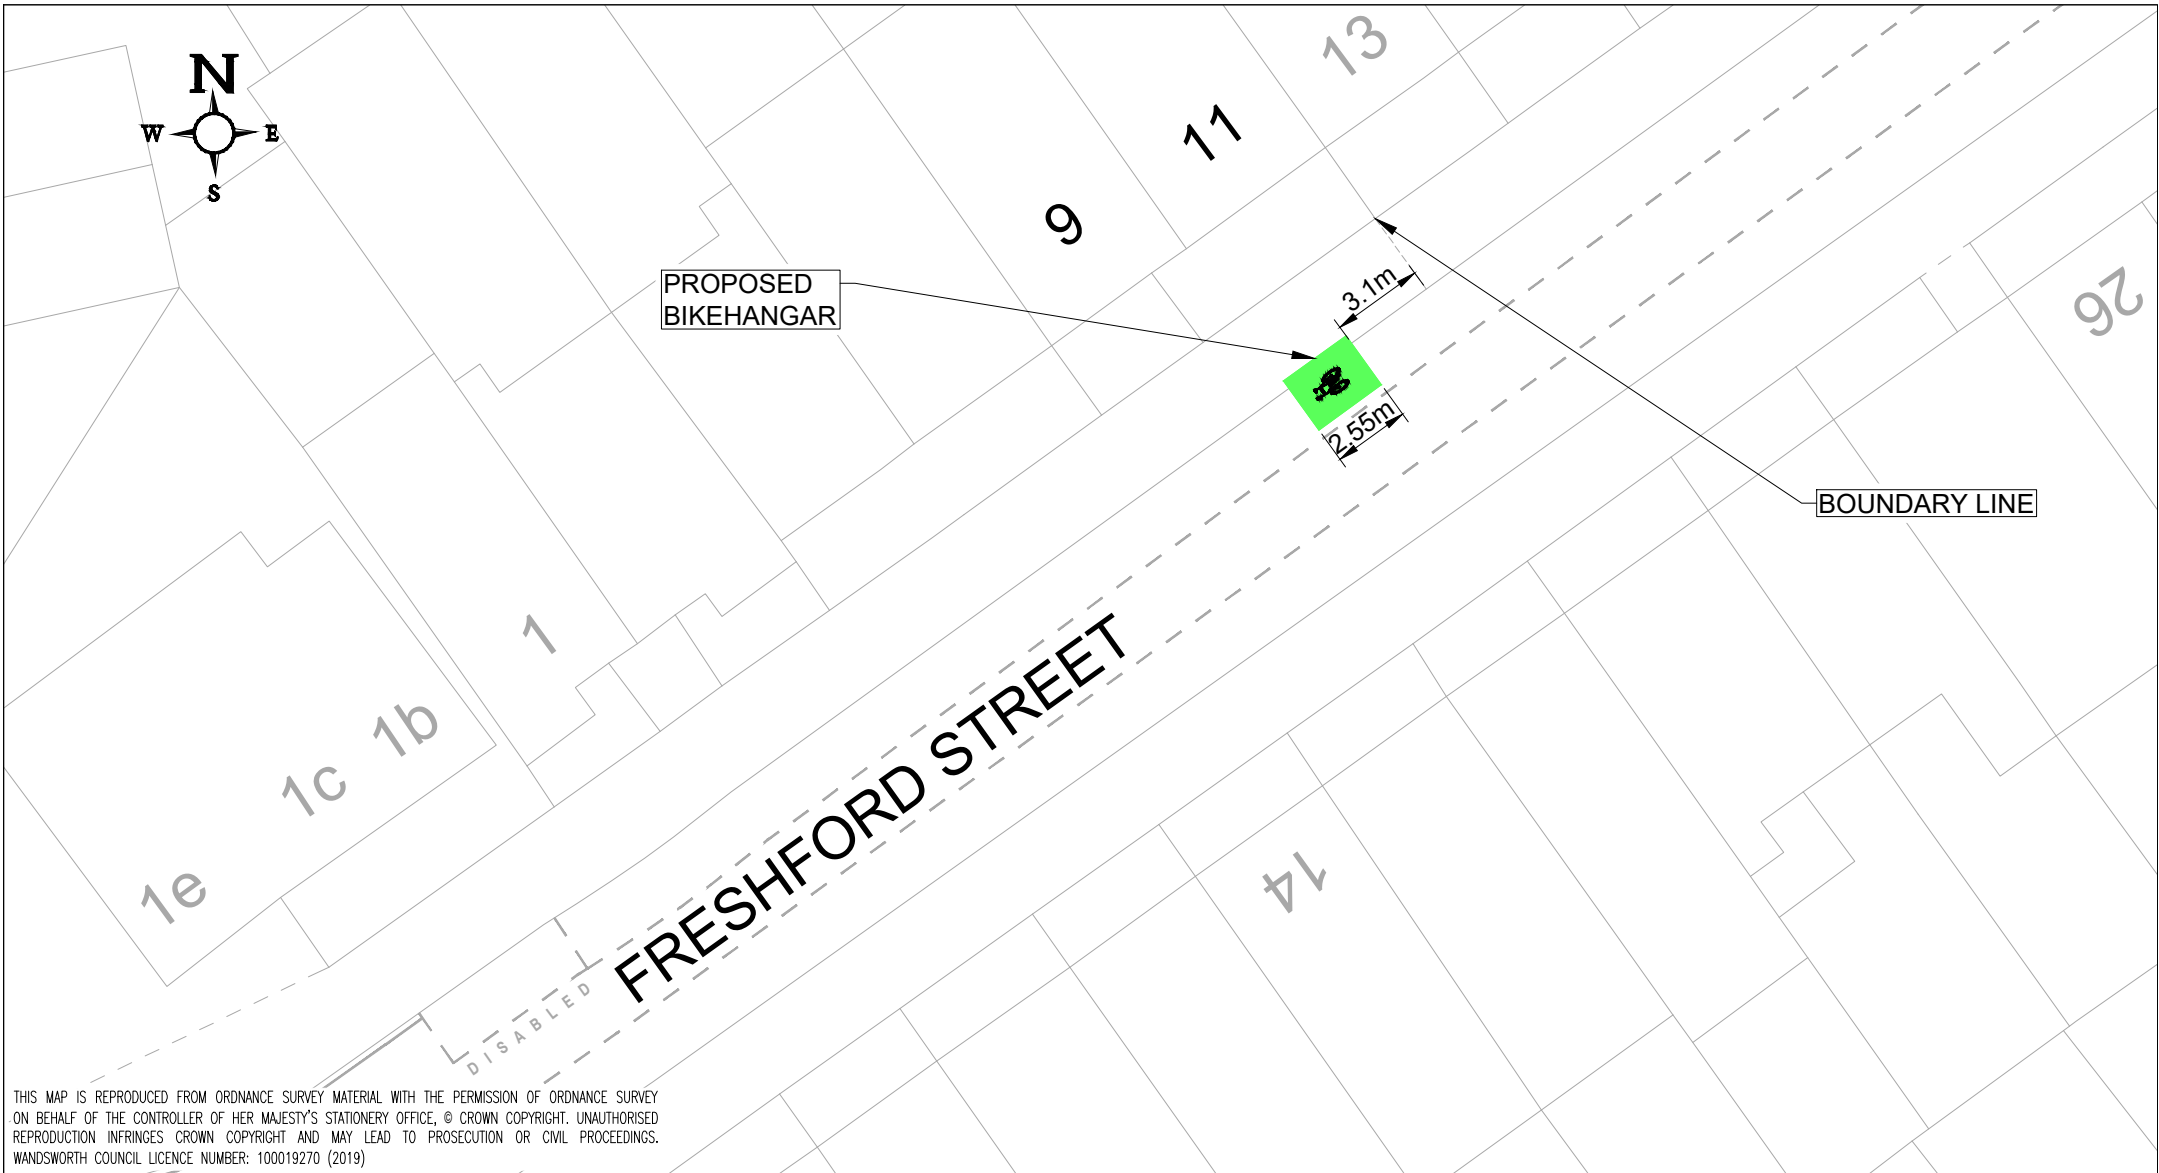 N
W E
S
13
11
9
26
PROPOSED
BIKEHANGAR
3.1m
2.55m
BOUNDARY LINE
FRESHFORD STREET
1
1b
1c
1e
14
DISABLED
THIS MAP IS REPRODUCED FROM ORDNANCE SURVEY MATERIAL WITH THE PERMISSION OF ORDNANCE SURVEY
ON BEHALF OF THE CONTROLLER OF HER MAJESTY'S STATIONERY OFFICE, © CROWN COPYRIGHT. UNAUTHORISED
REPRODUCTION INFRINGES CROWN COPYRIGHT AND MAY LEAD TO PROSECUTION OR CIVIL PROCEEDINGS.
WANDSWORTH COUNCIL LICENCE NUMBER: 100019270 (2019)